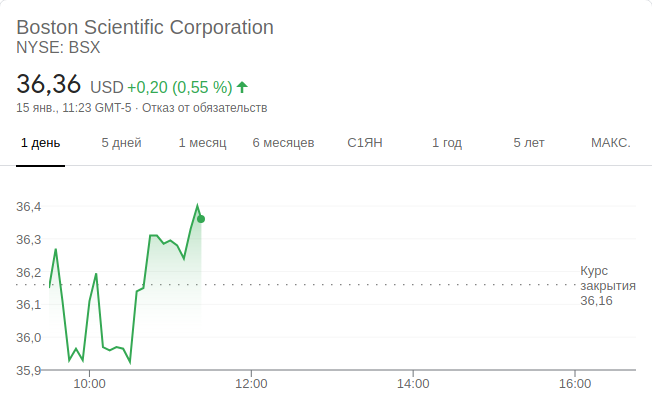 Boston Scientific Corporation
NYSE: BSX
36,36 USD +0,20 (0,55 %)
15 янв., 11:23 GMT-5 · Отказ от обязательств
1 день 5 дней 1 месяц 6 месяцев С1ЯН 1 год 5 лет МАКС.
36,4
36,3
36,2
36,1
36,0
35,9
Курс
закрытия
36,16
10:00 12:00 14:00 16:00